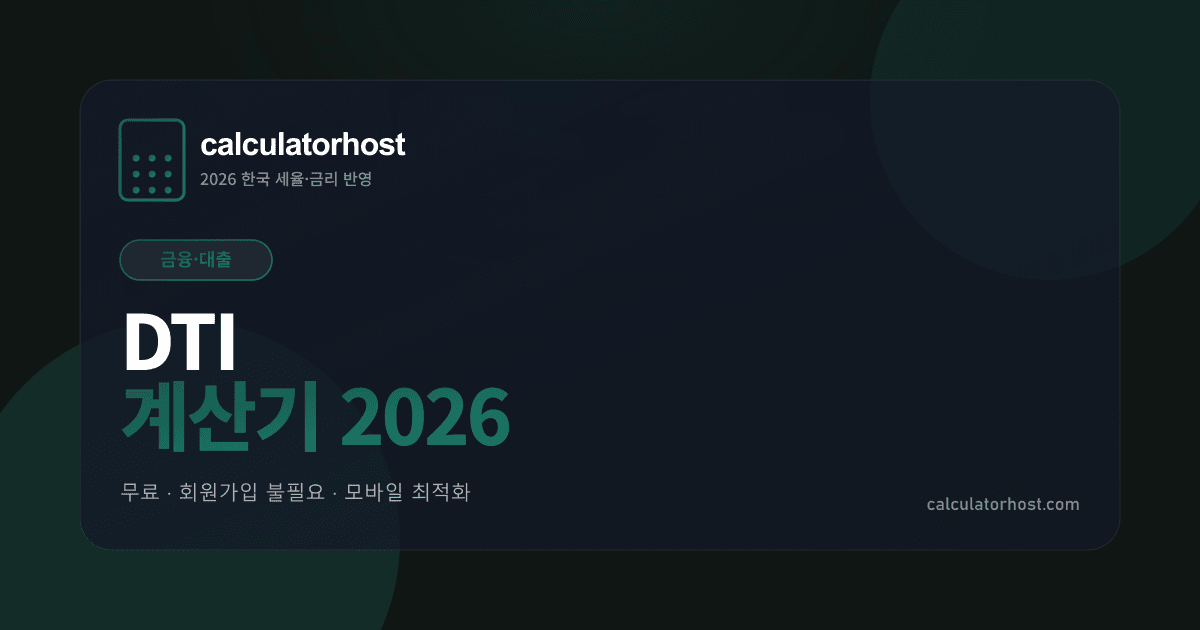 calculatorhost
2026 한국 세율·금리 반영
금융·대출
DTI
계산기 2026
무료 · 회원가입 불필요 · 모바일 최적화
calculatorhost.com